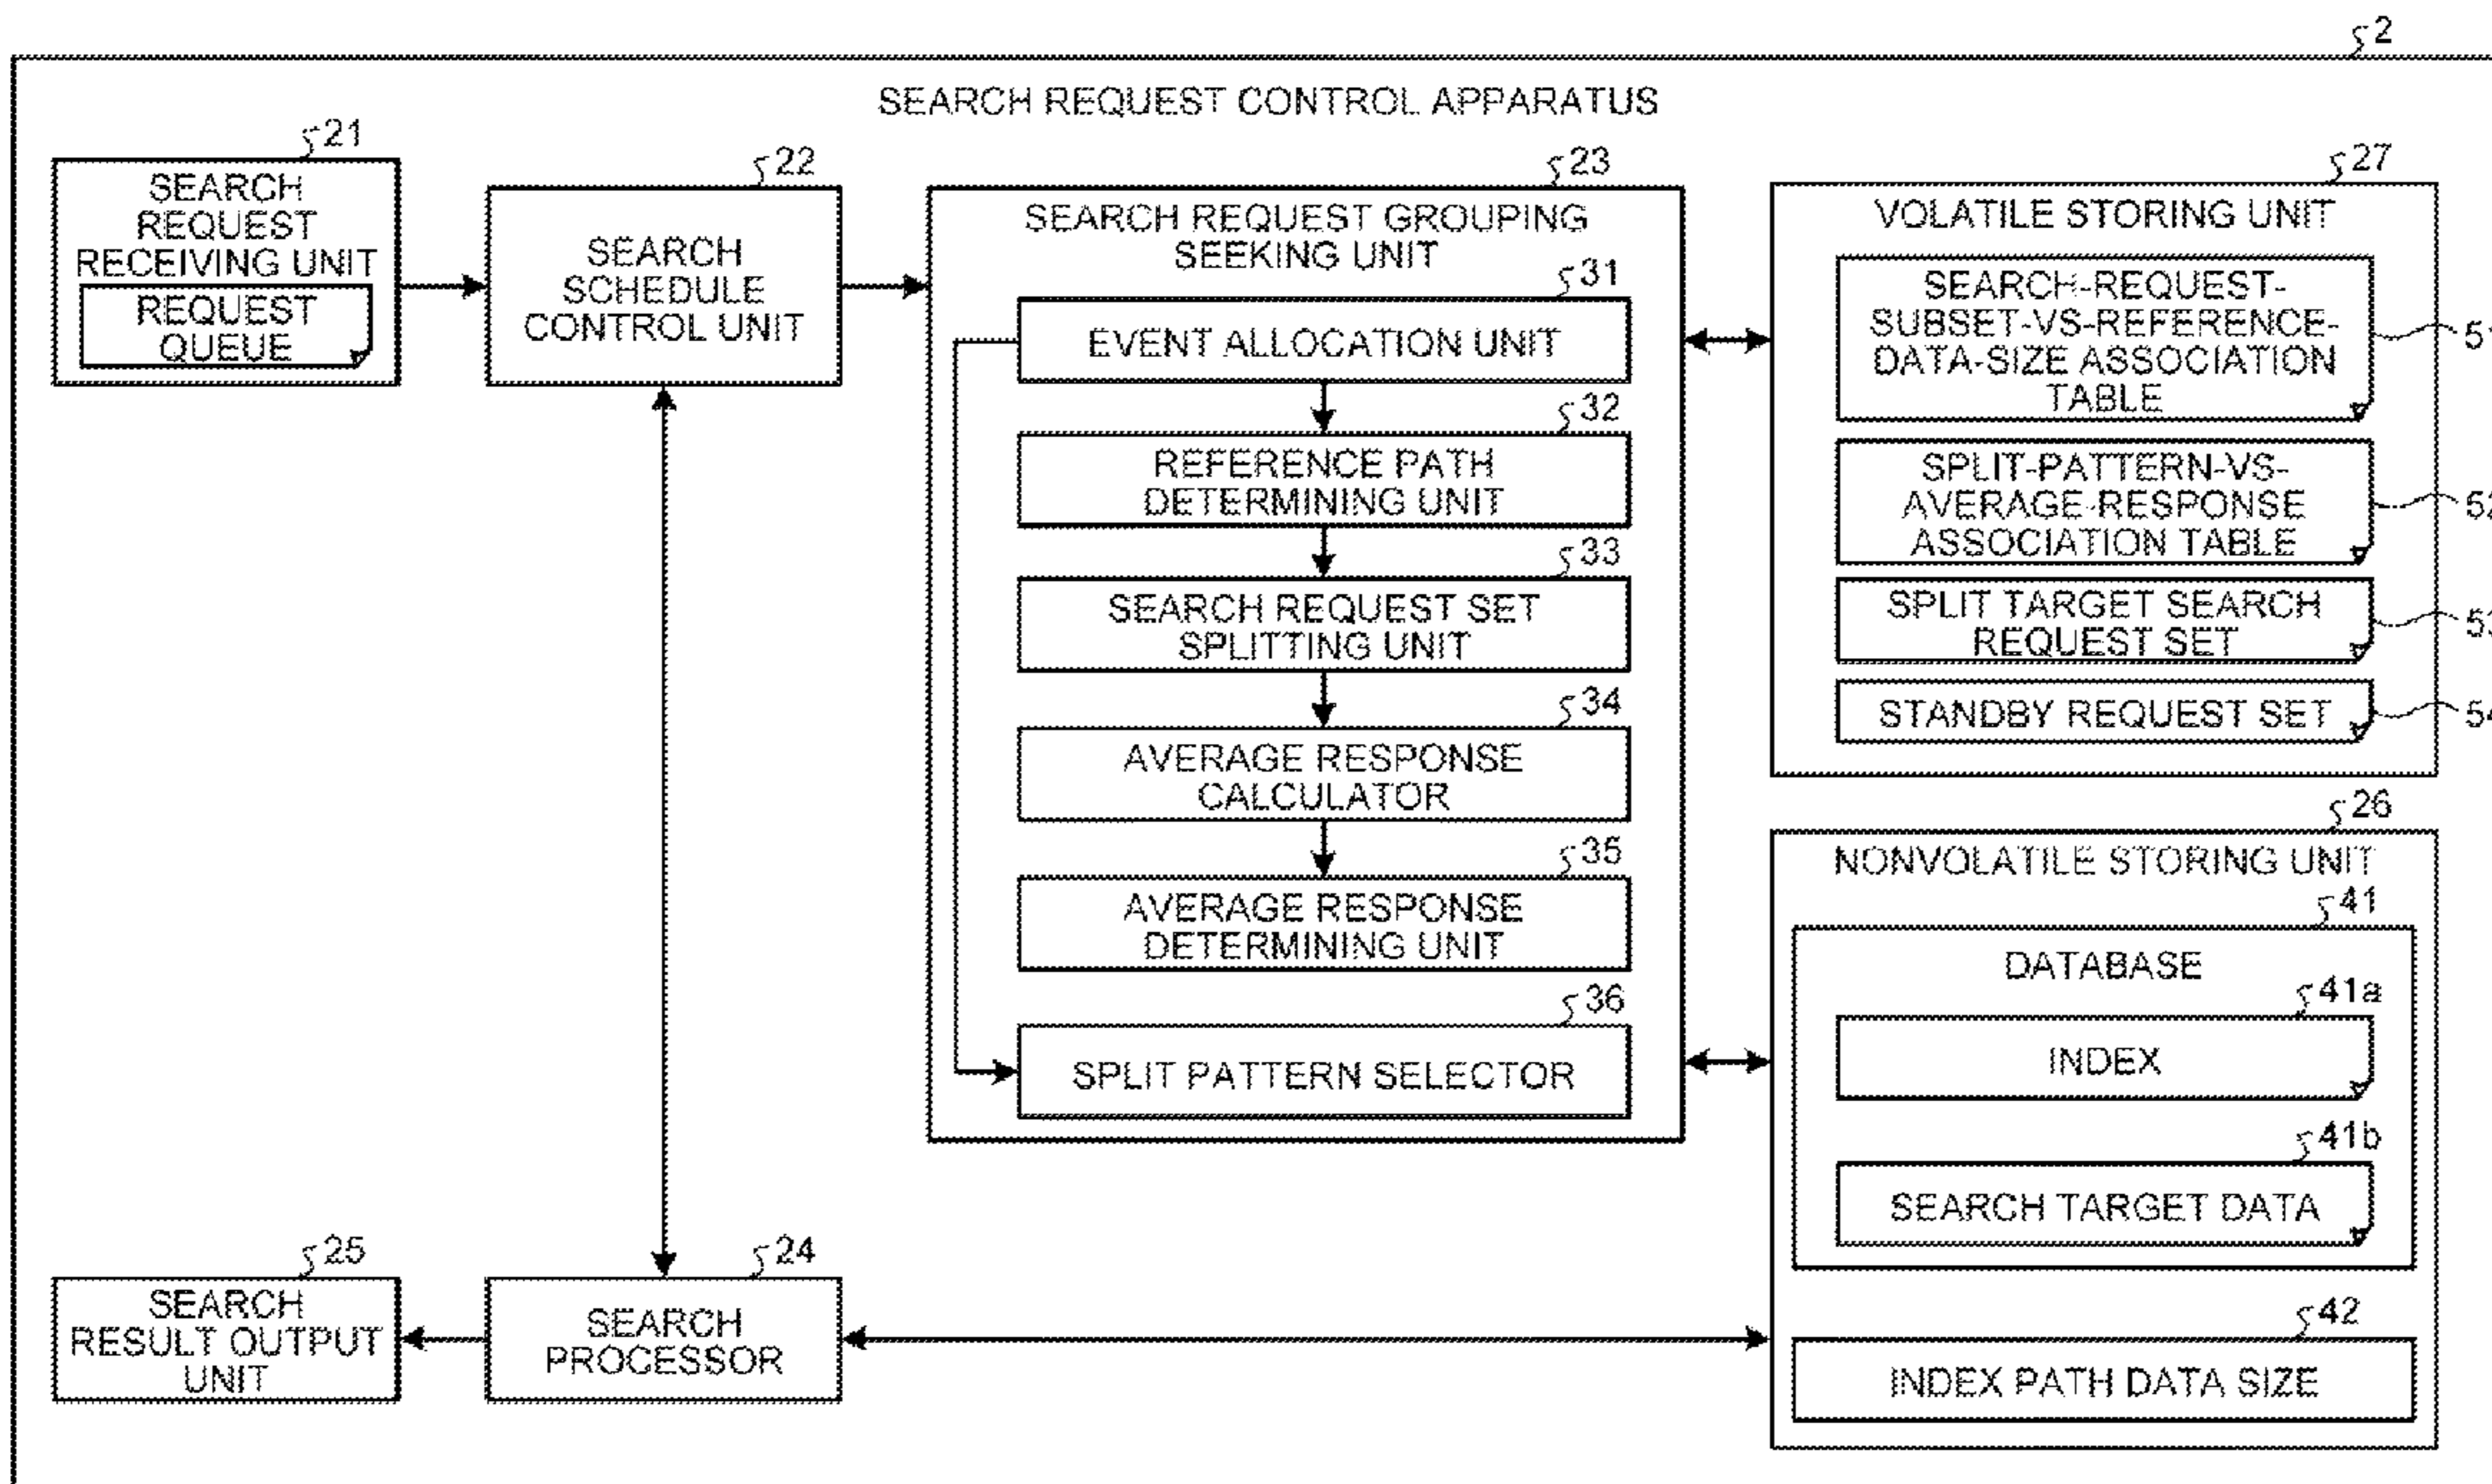 2
SEARCH REQUEST CONTROL APPARATUS
21
SEARCH
REQUEST
RECEIVING UNIT
REQUEST
QUEUE
22
SEARCH
SCHEDULE
CONTROL UNIT
23
SEARCH REQUEST GROUPING
SEEKING UNIT
31
EVENT ALLOCATION UNIT
32
REFERENCE PATH
DETERMINING UNIT
33
SEARCH REQUEST SET
SPLITTING UNIT
34
AVERAGE RESPONSE
CALCULATOR
35
AVERAGE RESPONSE
DETERMINING UNIT
36
SPLIT PATTERN SELECTOR
27
VOLATILE STORING UNIT
SEARCH-REQUEST-
SUBSET-VS-REFERENCE-
DATA-SIZE ASSOCIATION
TABLE
51
SPLIT-PATTERN-VS-
AVERAGE-RESPONSE
ASSOCIATION TABLE
52
SPLIT TARGET SEARCH
REQUEST SET
53
STANDBY REQUEST SET
54
26
NONVOLATILE STORING UNIT
41
DATABASE
41a
INDEX
41b
SEARCH TARGET DATA
42
INDEX PATH DATA SIZE
25
SEARCH
RESULT OUTPUT
UNIT
24
SEARCH
PROCESSOR